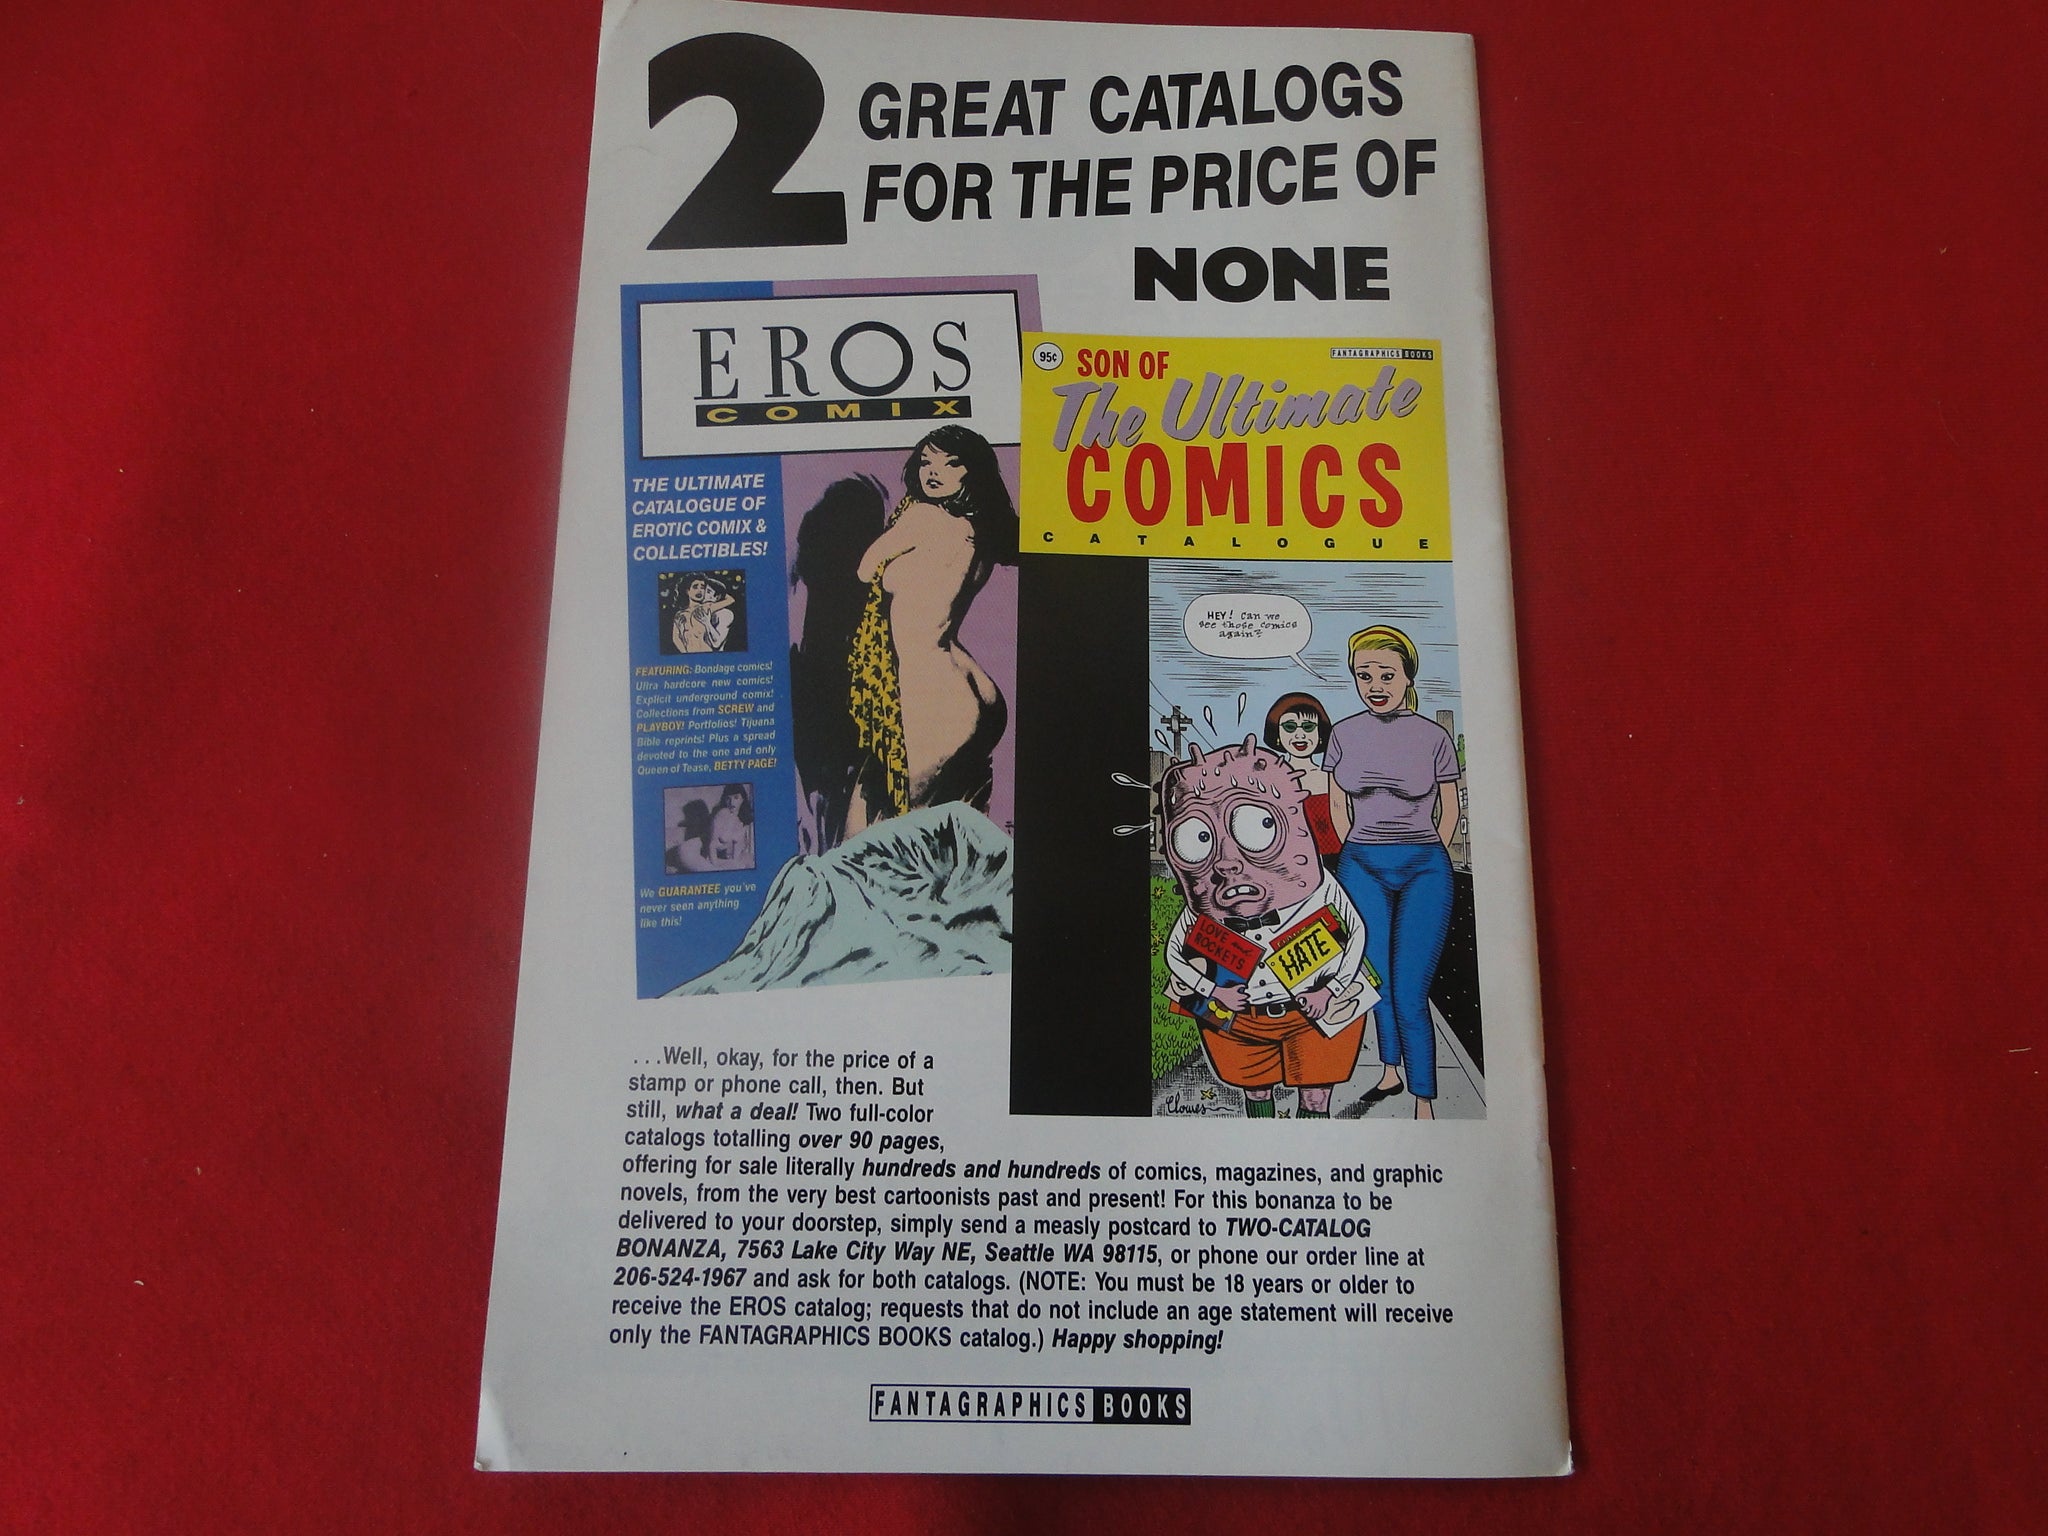 2 GREAT CATALOGS
FOR THE PRICE OF
NONE
EROS
COMIX
THE ULTIMATE
CATALOGUE OF
EROTIC COMIX &
COLLECTIBLES!
FEATURING: Bondage comics!
Ultra hardcore new comics!
Explicit underground comix!
Collections from SCREW and
PLAYBOY! Portfolios! Tijuana
Bible reprints! Plus a spread
devoted to the one and only
Queen of Tease, BETTY PAGE!
We GUARANTEE you've
never seen anything
like this!
95¢
SON OF
FANTAGRAPHICS BOOKS
The Ultimate
COMICS
CATALOGUE
HEY! Can we
see those comics
again?
LOVE and
ROCKETS
HATE
Clowes
...Well, okay, for the price of a
stamp or phone call, then. But
still, what a deal! Two full-color
catalogs totalling over 90 pages,
offering for sale literally hundreds and hundreds of comics, magazines, and graphic
novels, from the very best cartoonists past and present! For this bonanza to be
delivered to your doorstep, simply send a measly postcard to TWO-CATALOG
BONANZA, 7563 Lake City Way NE, Seattle WA 98115, or phone our order line at
206-524-1967 and ask for both catalogs. (NOTE: You must be 18 years or older to
receive the EROS catalog; requests that do not include an age statement will receive
only the FANTAGRAPHICS BOOKS catalog.) Happy shopping!
FANTAGRAPHICS BOOKS